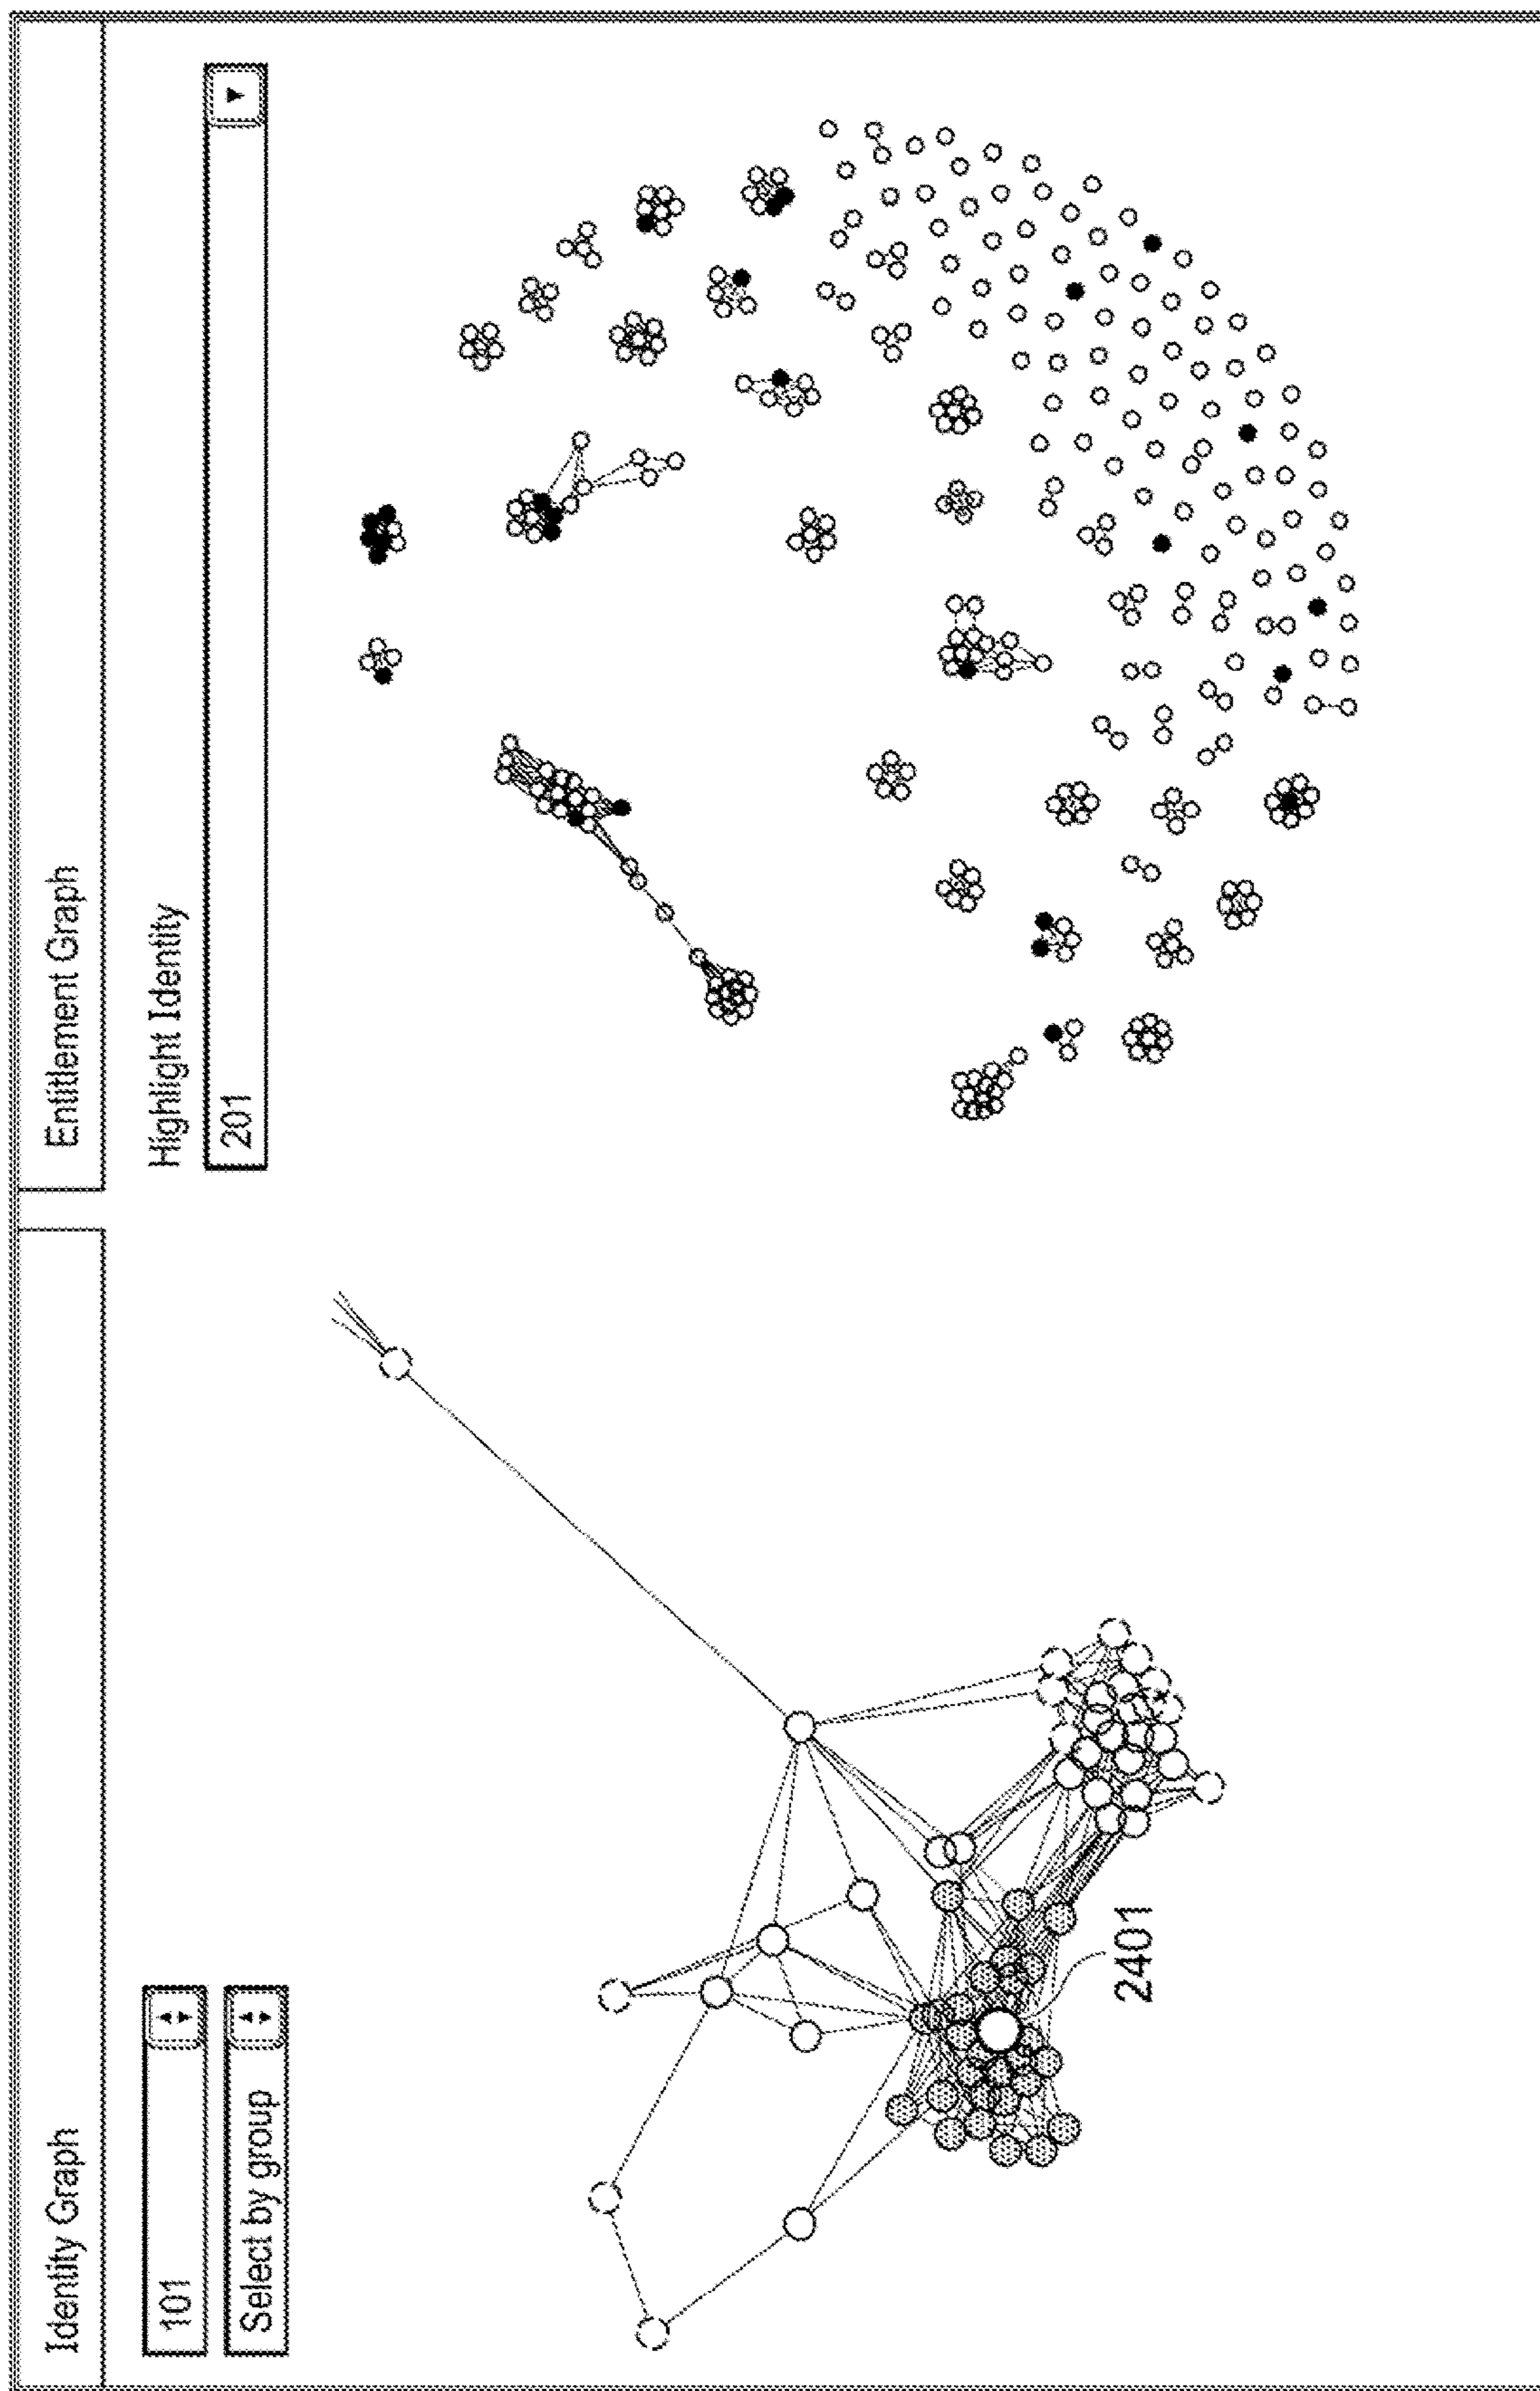 Identity Graph
101
Select by group
2401
Entitlement Graph
Highlight Identity
201